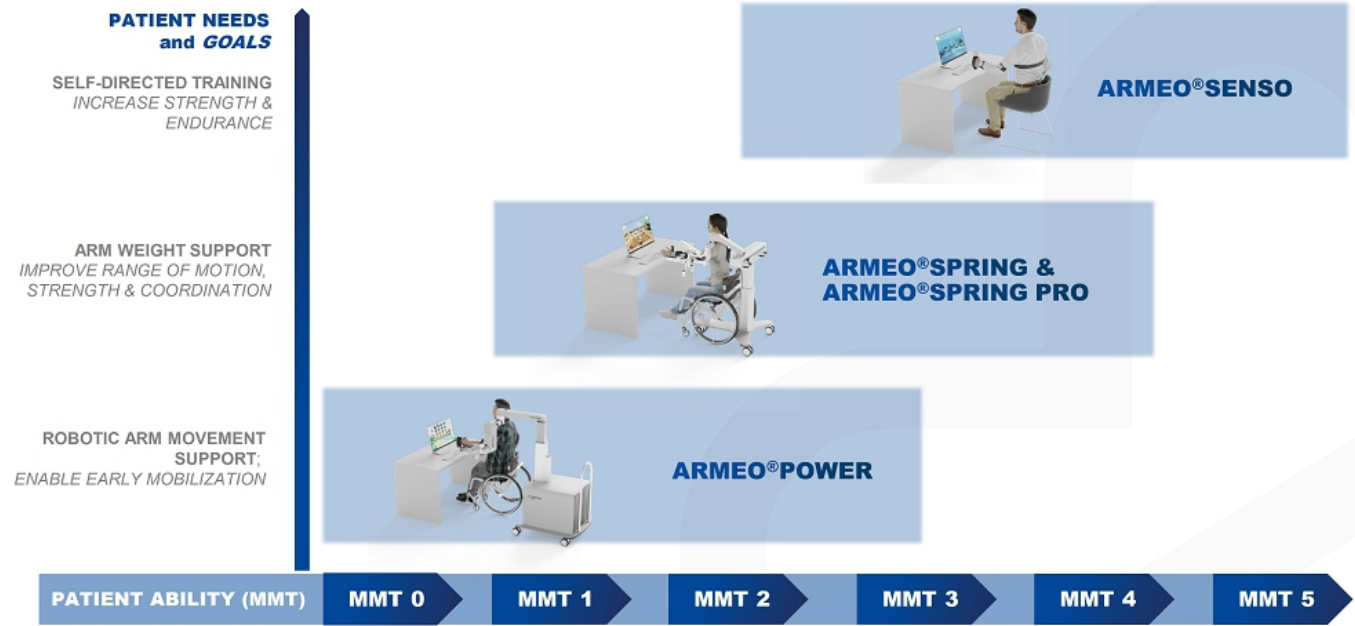 PATIENT NEEDS
and GOALS
SELF-DIRECTED TRAINING
INCREASE STRENGTH &
ENDURANCE
ARMEO®SENSO
ARM WEIGHT SUPPORT
IMPROVE RANGE OF MOTION,
STRENGTH & COORDINATION
ARMEO®SPRING &
ARMEO®SPRING PRO
ROBOTIC ARM MOVEMENT
SUPPORT;
ENABLE EARLY MOBILIZATION
ARMEO®POWER
PATIENT ABILITY (MMT) MMT 0 MMT 1 MMT 2 MMT 3 MMT 4 MMT 5